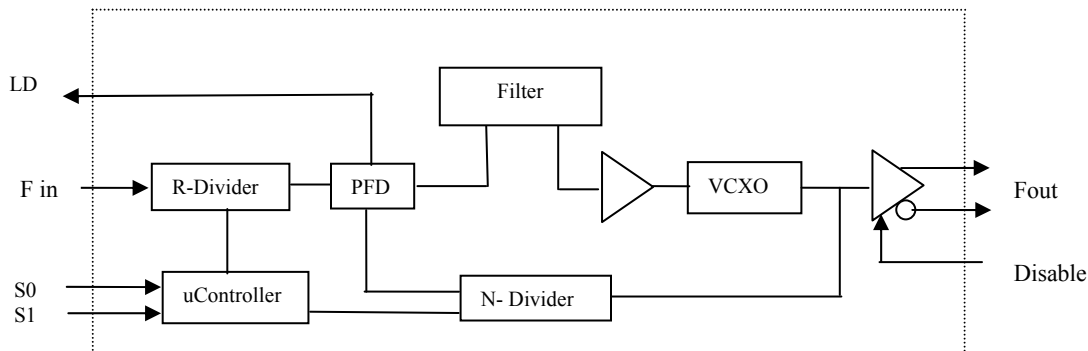 LD
Filter
F in
R-Divider
PFD
VCXO
Fout
S0
S1
uController
N- Divider
Disable